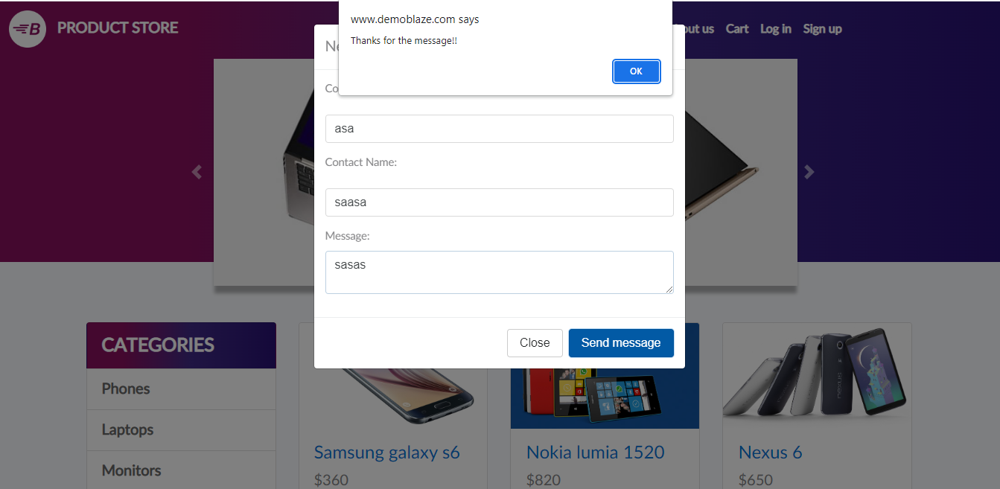 www.demoblaze.com says
Thanks for the message!!
OK
B PRODUCT STORE
out us Cart Log in Sign up
Ne
Co
asa
Contact Name:
saasa
Message:
sasas
Close Send message
CATEGORIES
Phones
Laptops
Monitors
nexus
Samsung galaxy s6
$360
Nokia lumia 1520
$820
Nexus 6
$650